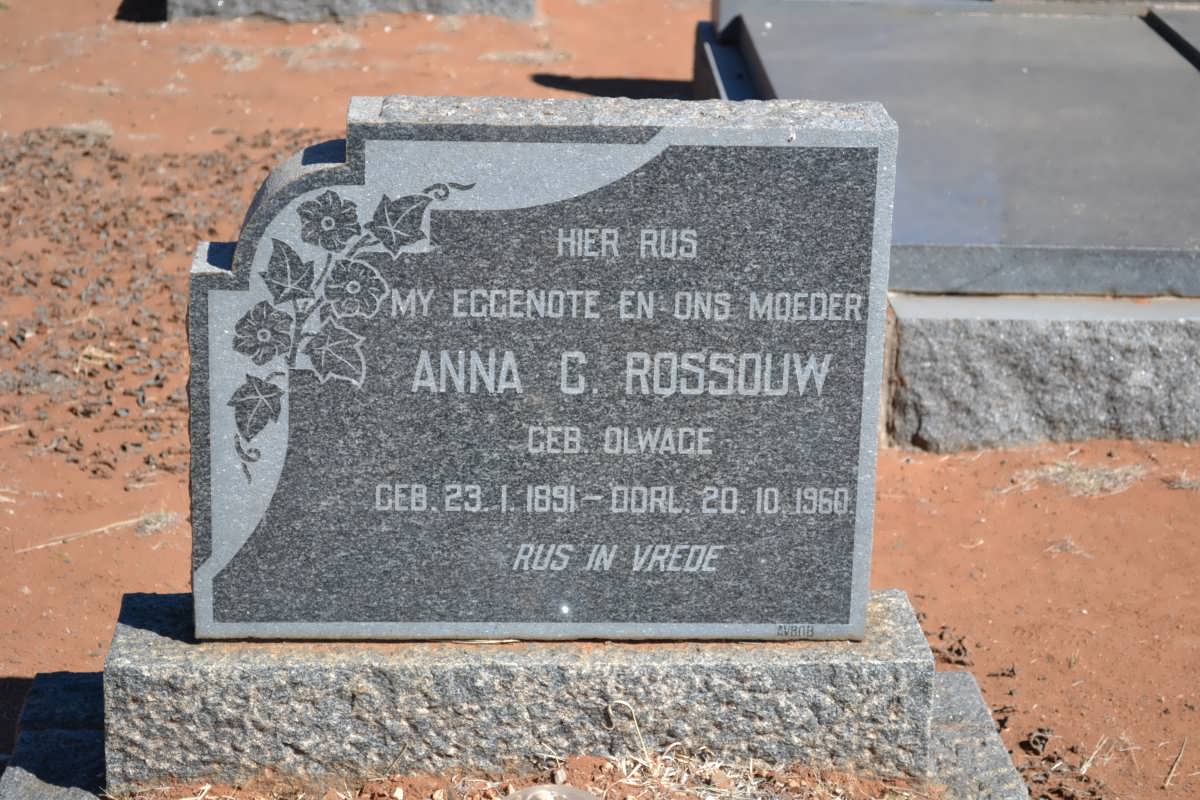 HIER RUS
MY EGGENOTE EN ONS MOEDER
ANNA C. ROSSOUW
GEB. OLWAGE
GEB. 23. 1. 1891 - OORL. 20. 10. 1960
RUS IN VREDE
AVBOB